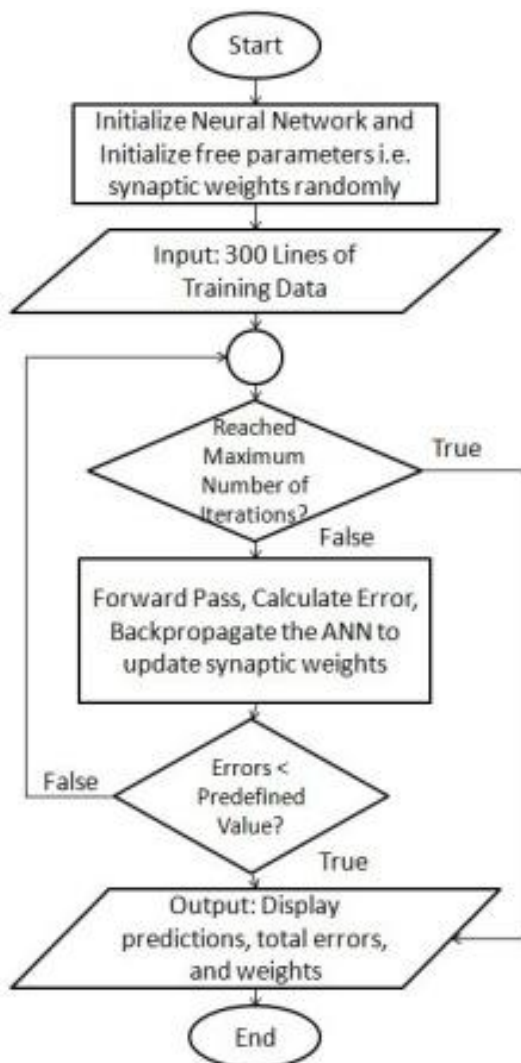 Start
Initialize Neural Network and
Initialize free parameters i.e.
synaptic weights randomly
Input: 300 Lines of
Training Data
Reached
Maximum
Number of
Iterations?
True
False
Forward Pass, Calculate Error,
Backpropagate the ANN to
update synaptic weights
Errors <
Predefined
Value?
False
True
Output: Display
predictions, total errors,
and weights
End